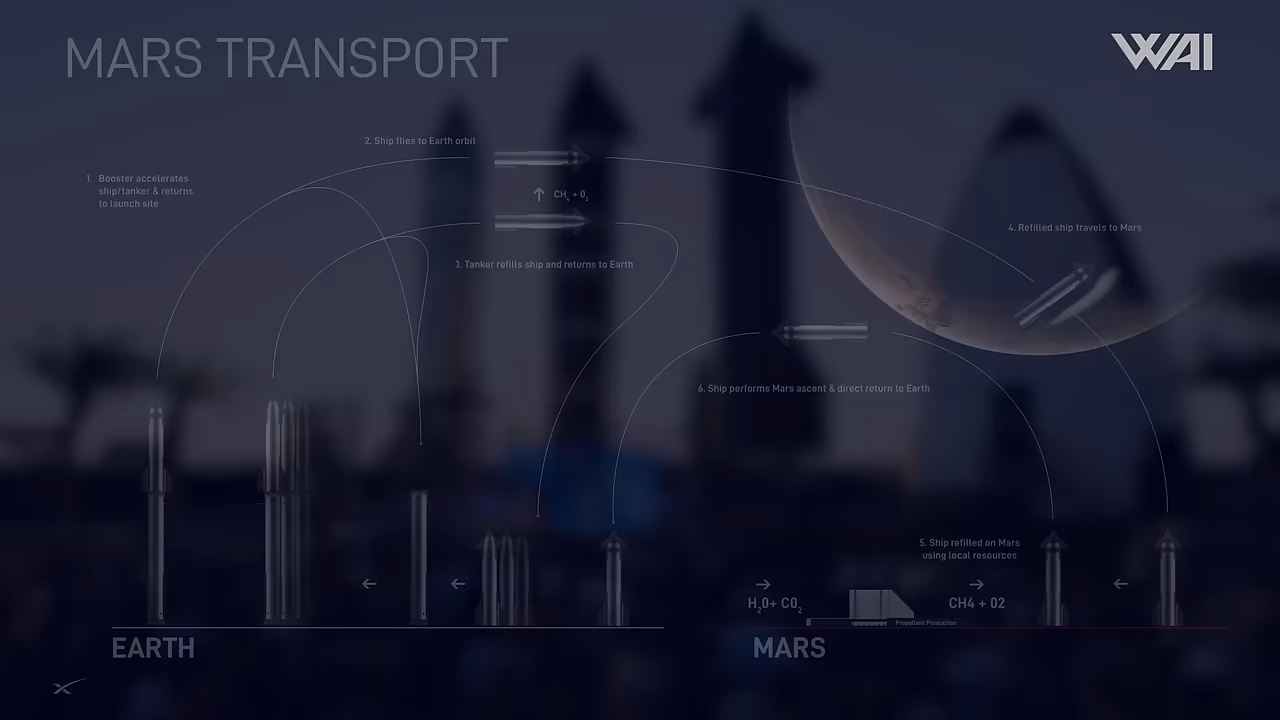 MARS TRANSPORT
WAI
2. Ship flies to Earth orbit
1. Booster accelerates
ship/tanker & returns
to launch site
CH4 + O2
4. Refilled ship travels to Mars
3. Tanker refills ship and returns to Earth
6. Ship performs Mars ascent & direct return to Earth
5. Ship refilled on Mars
using local resources
H2O+ CO2
CH4 + O2
Propellant Production
EARTH
MARS